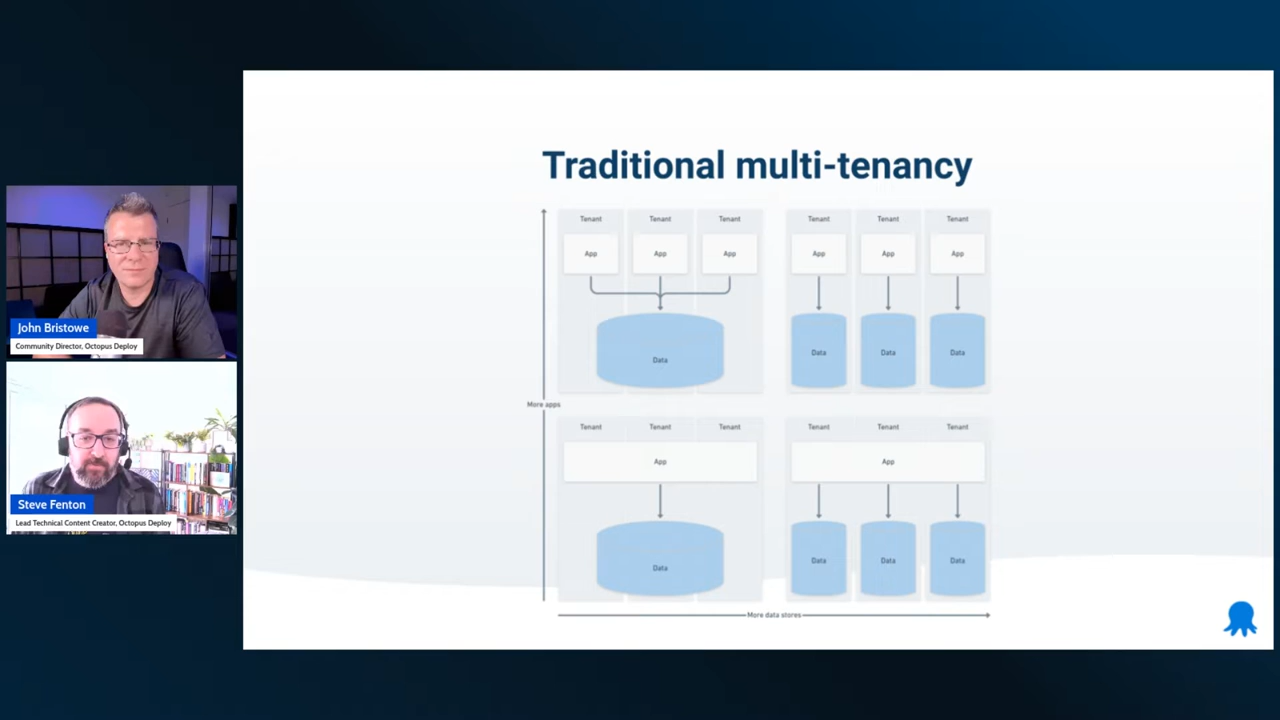 Traditional multi-tenancy
Tenant Tenant Tenant Tenant Tenant Tenant
App App App App App App
Data Data Data Data
More apps
Tenant Tenant Tenant Tenant Tenant Tenant
App App
Data Data Data Data
More data stores
John Bristowe
Community Director, Octopus Deploy
Steve Fenton
Lead Technical Content Creator, Octopus Deploy